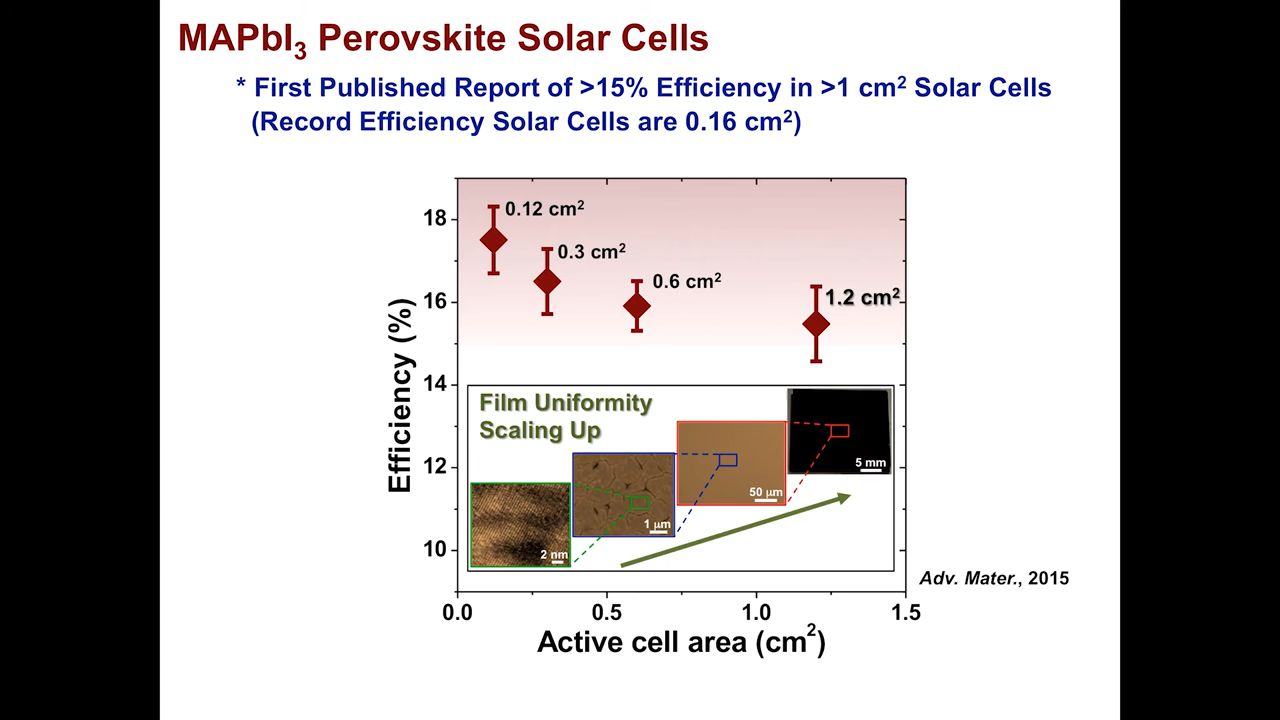 MAPbI₃ Perovskite Solar Cells
* First Published Report of >15% Efficiency in >1 cm² Solar Cells
(Record Efficiency Solar Cells are 0.16 cm²)
0.12 cm²
0.3 cm²
0.6 cm²
1.2 cm²
18
16
14
12
10
Efficiency (%)
Film Uniformity
Scaling Up
5 mm
50 µm
1 µm
2 nm
Adv. Mater., 2015
0.0
0.5
1.0
1.5
Active cell area (cm²)